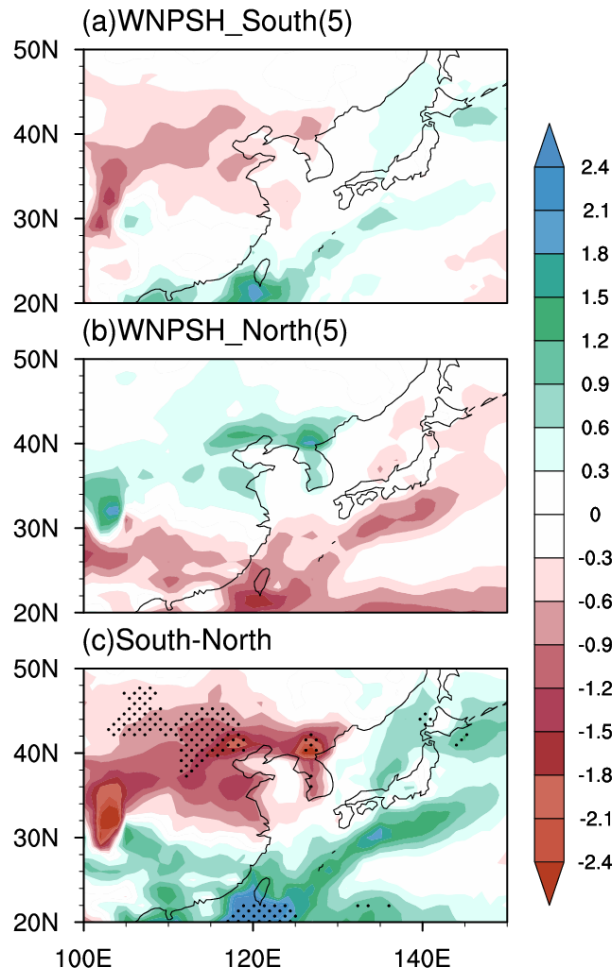 (a)WNPSH_South(5)
50N
40N
30N
20N
(b)WNPSH_North(5)
50N
40N
30N
20N
(c)South-North
50N
40N
30N
20N
100E 120E 140E
2.4
2.1
1.8
1.5
1.2
0.9
0.6
0.3
0
-0.3
-0.6
-0.9
-1.2
-1.5
-1.8
-2.1
-2.4